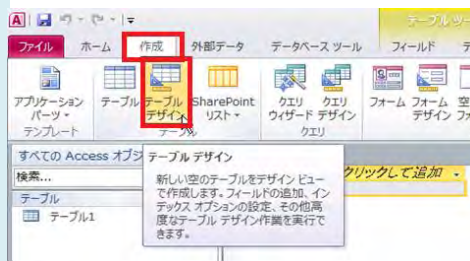 テーブル ツー
ファイル ホーム 作成 外部データ データベース ツール フィールド
アプリケーション パーツ
テーブル
テーブル デザイン
SharePoint リスト
クエリ ウィザード
クエリ デザイン
フォーム
フォーム デザイン
テンプレート
テーブル
クエリ
すべての Access オブジ
検索...
テーブル
テーブル1
クリックして追加
テーブル デザイン
新しい空のテーブルをデザイン ビュー
で作成します。フィールドの追加、イン
デックス オプションの設定、その他高
度なテーブル デザイン作業を実行で
きます。